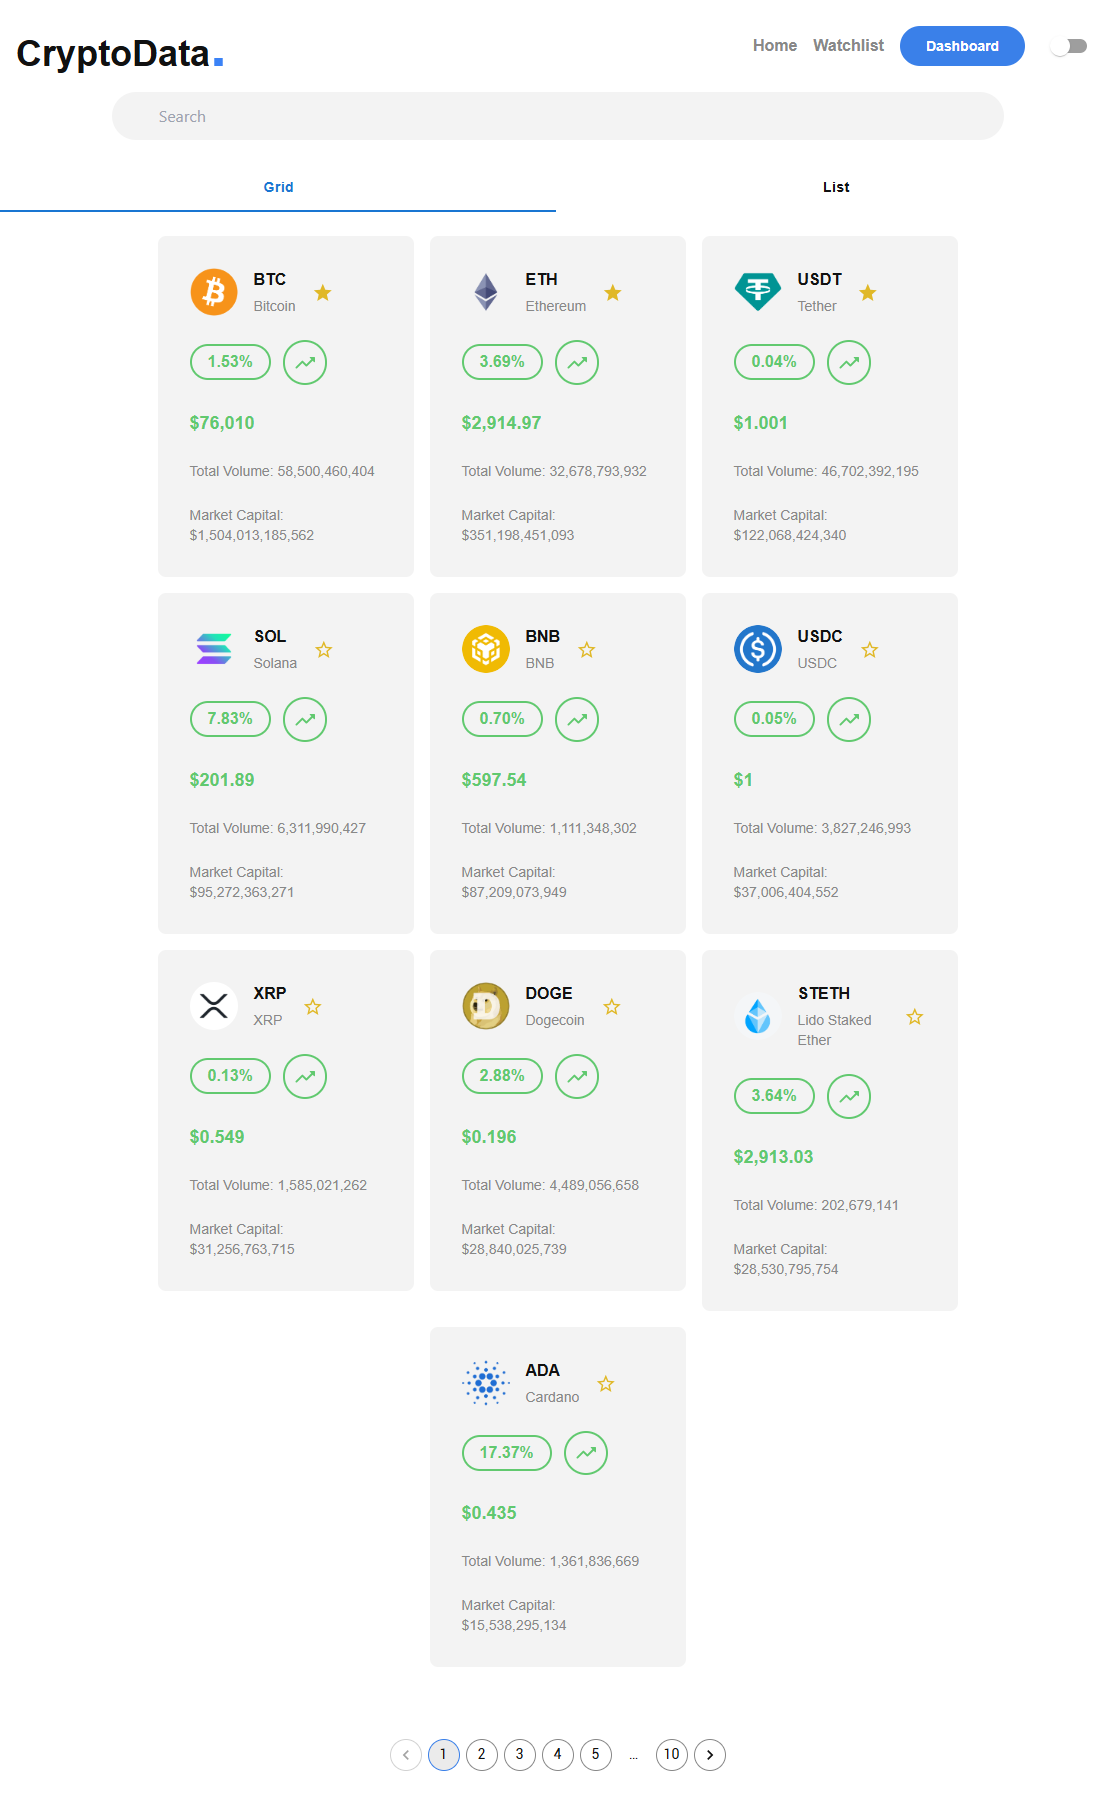 CryptoData.
Home Watchlist Dashboard
Search
Grid List
BTC
Bitcoin
1.53%
$76,010
Total Volume: 58,500,460,404
Market Capital:
$1,504,013,185,562
ETH
Ethereum
3.69%
$2,914.97
Total Volume: 32,678,793,932
Market Capital:
$351,198,451,093
USDT
Tether
0.04%
$1.001
Total Volume: 46,702,392,195
Market Capital:
$122,068,424,340
SOL
Solana
7.83%
$201.89
Total Volume: 6,311,990,427
Market Capital:
$95,272,363,271
BNB
BNB
0.70%
$597.54
Total Volume: 1,111,348,302
Market Capital:
$87,209,073,949
USDC
USDC
0.05%
$1
Total Volume: 3,827,246,993
Market Capital:
$37,006,404,552
XRP
XRP
0.13%
$0.549
Total Volume: 1,585,021,262
Market Capital:
$31,256,763,715
DOGE
Dogecoin
2.88%
$0.196
Total Volume: 4,489,056,658
Market Capital:
$28,840,025,739
STETH
Lido Staked
Ether
3.64%
$2,913.03
Total Volume: 202,679,141
Market Capital:
$28,530,795,754
ADA
Cardano
17.37%
$0.435
Total Volume: 1,361,836,669
Market Capital:
$15,538,295,134
1 2 3 4 5 ... 10